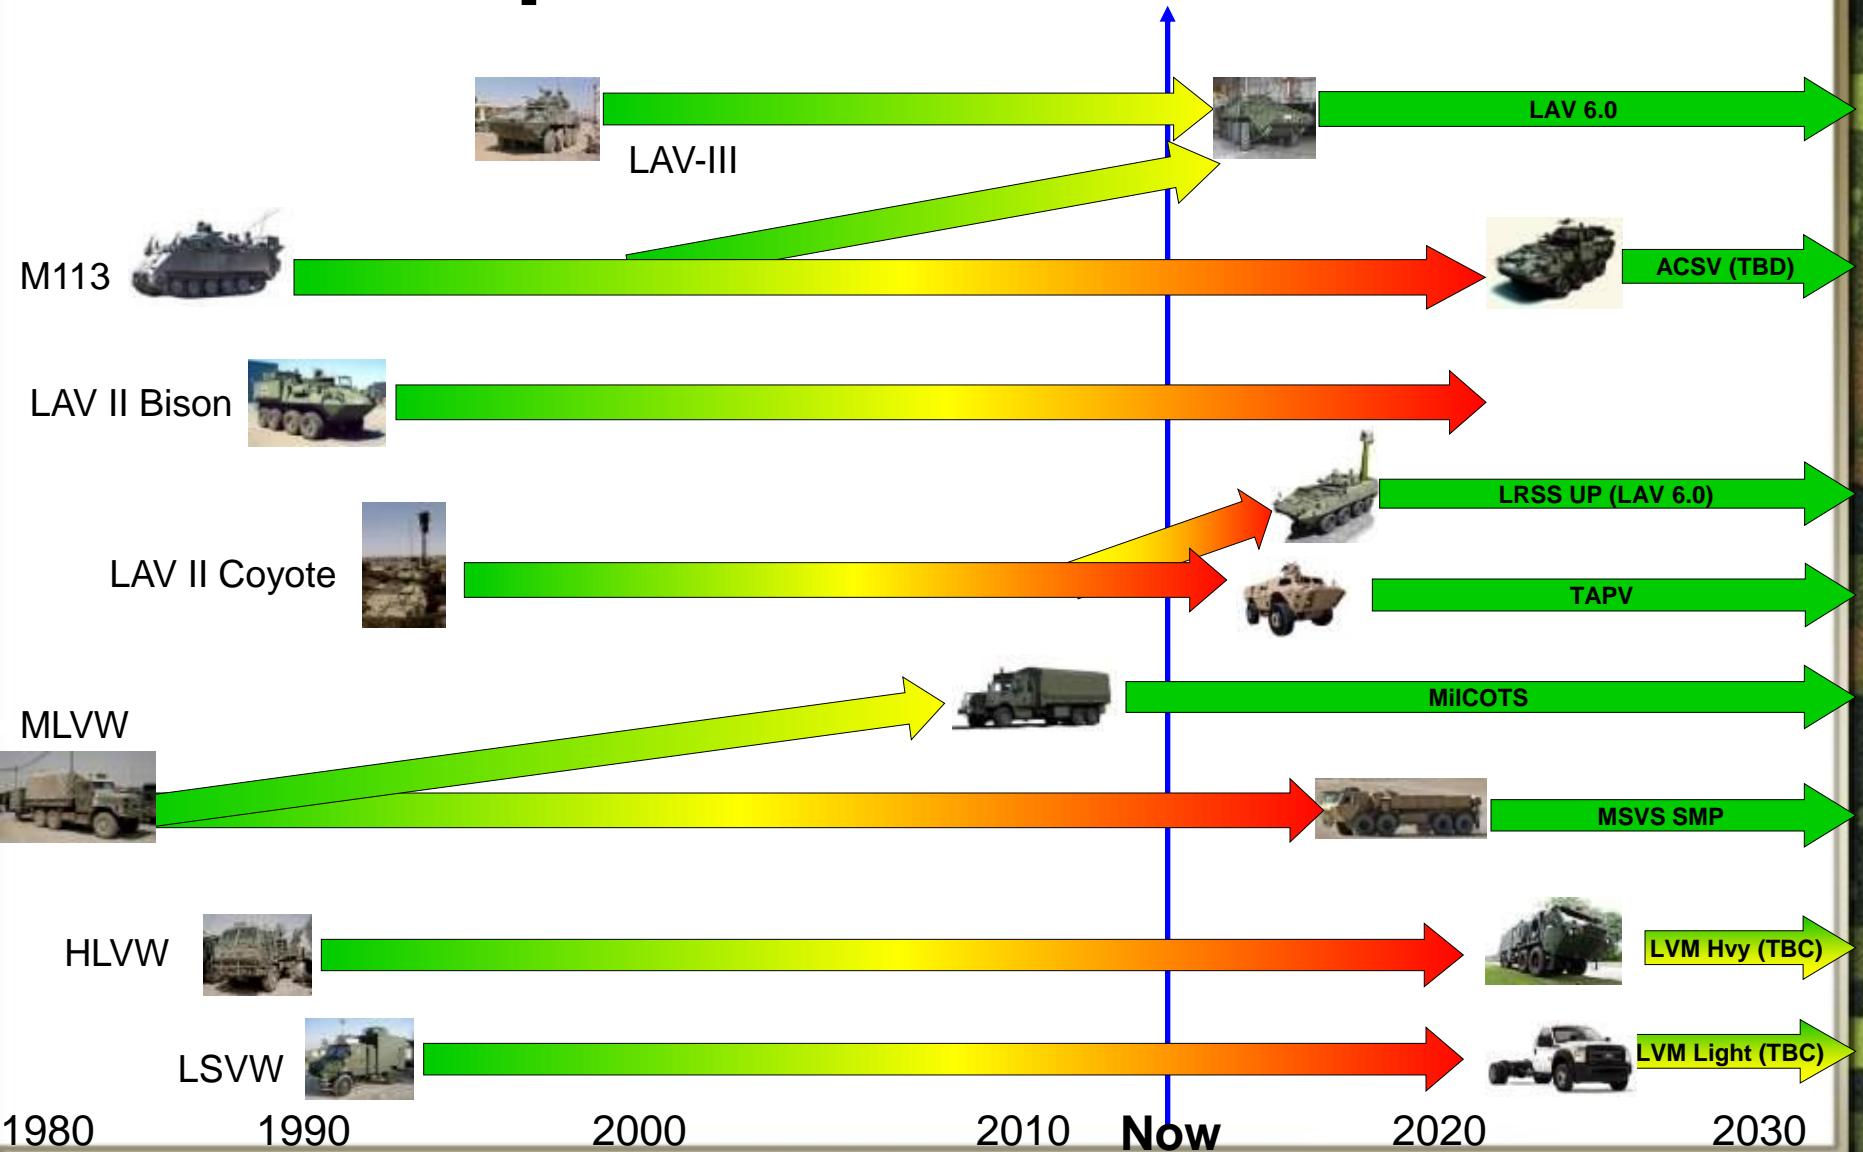 LAV 6.0
LAV-III
M113
ACSV (TBD)
LAV II Bison
LRSS UP (LAV 6.0)
LAV II Coyote
TAPV
MilCOTS
MLVW
MSVS SMP
HLVW
LVM Hvy (TBC)
LSVW
LVM Light (TBC)
1980 1990 2000 2010 Now 2020 2030